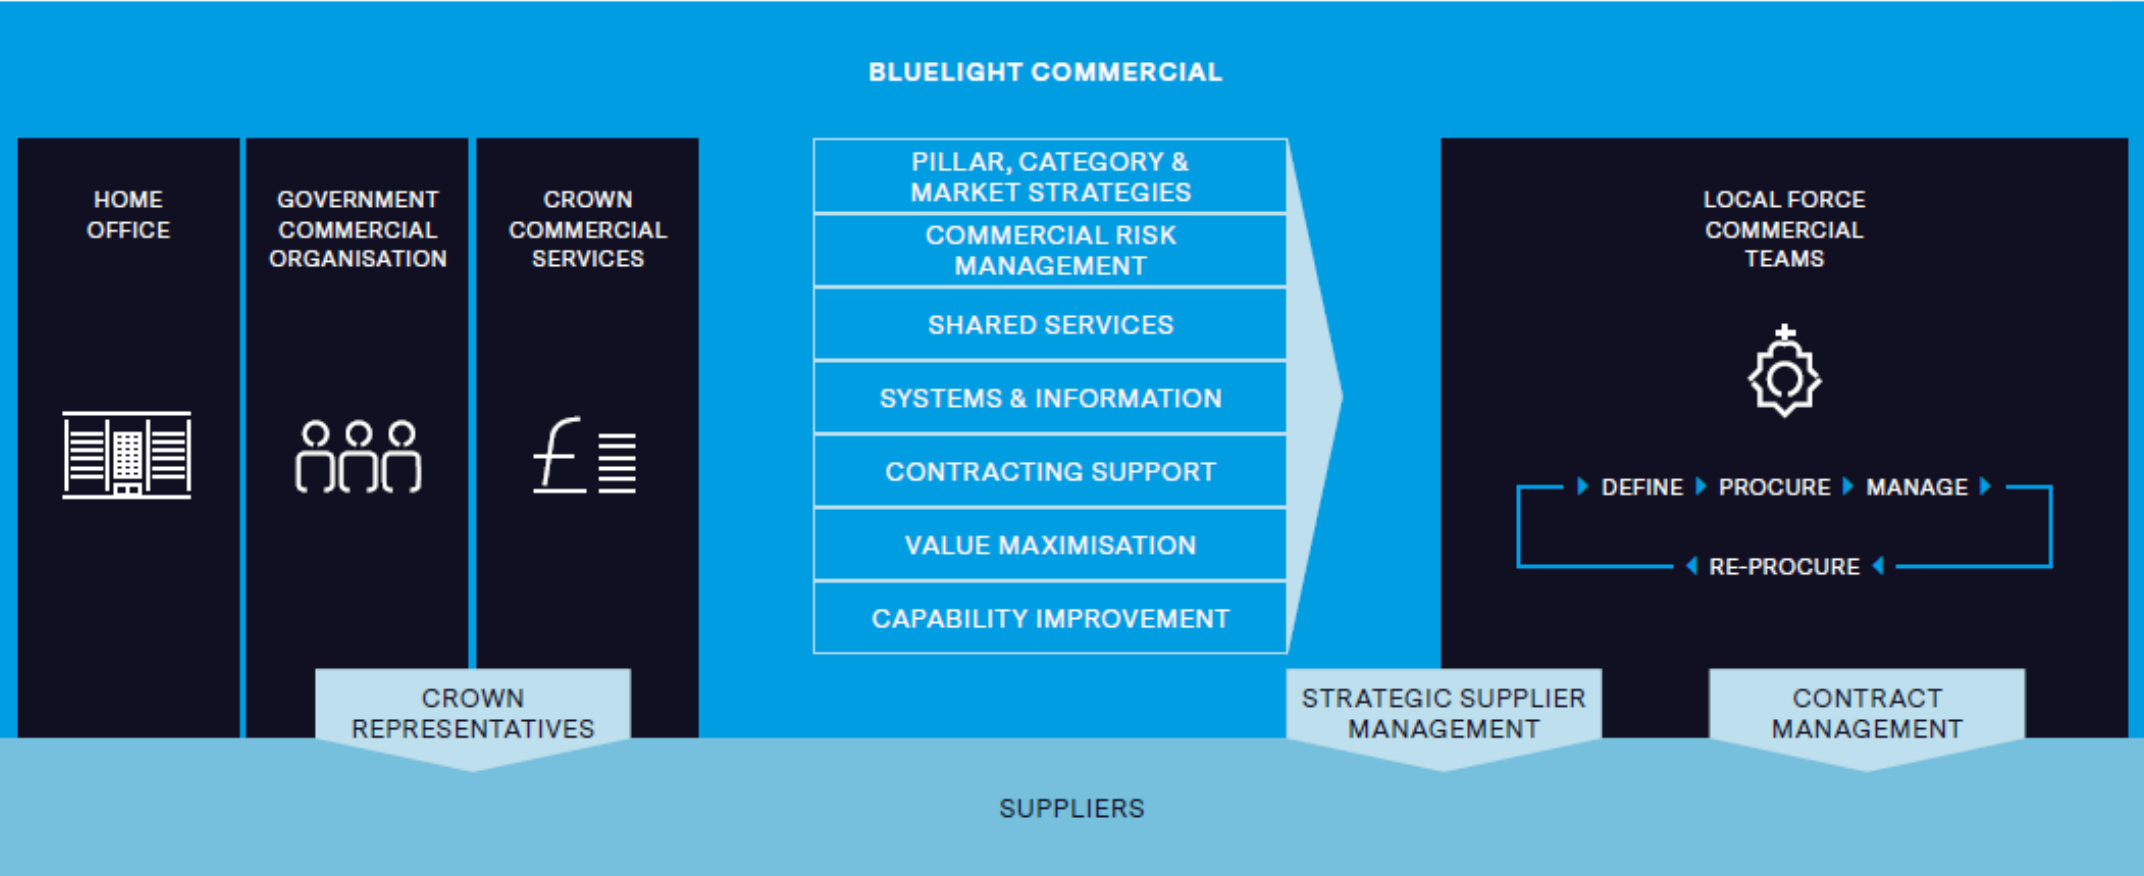 BLUELIGHT COMMERCIAL
HOME
OFFICE
GOVERNMENT
COMMERCIAL
ORGANISATION
CROWN
COMMERCIAL
SERVICES
PILLAR, CATEGORY &
MARKET STRATEGIES
COMMERCIAL RISK
MANAGEMENT
SHARED SERVICES
SYSTEMS & INFORMATION
CONTRACTING SUPPORT
VALUE MAXIMISATION
CAPABILITY IMPROVEMENT
LOCAL FORCE
COMMERCIAL
TEAMS
£
DEFINE PROCURE MANAGE
RE-PROCURE
CROWN
REPRESENTATIVES
STRATEGIC SUPPLIER
MANAGEMENT
CONTRACT
MANAGEMENT
SUPPLIERS